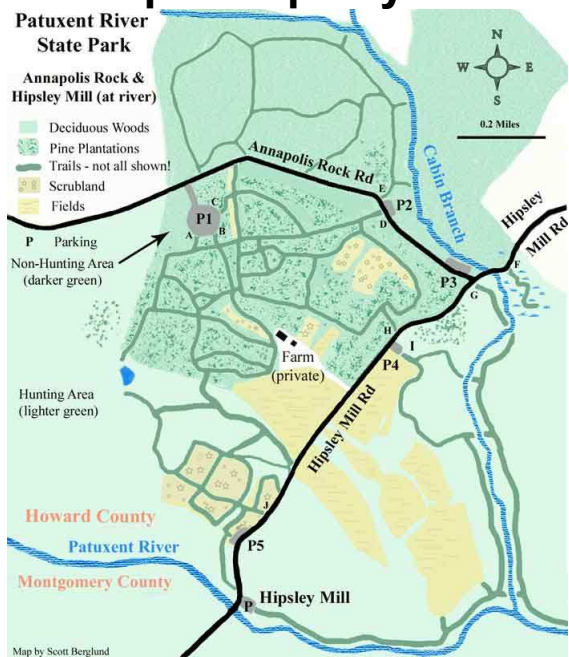 Patuxent River
State Park
Annapolis Rock &
Hipsley Mill (at river)
Deciduous Woods
Pine Plantations
Trails - not all shown!
Scrubland
Fields
P Parking
Non-Hunting Area
(darker green)
Hunting Area
(lighter green)
N
W E
S
0.2 Miles
Annapolis Rock Rd
Cabin Branch
Hipsley
Mill Rd
P1
A
B
C
P2
D
E
P3
F
G
H
I
P4
Farm
(private)
Hipsley Mill Rd
J
P5
Howard County
Patuxent River
Montgomery County
P
Hipsley Mill
Map by Scott Berglund